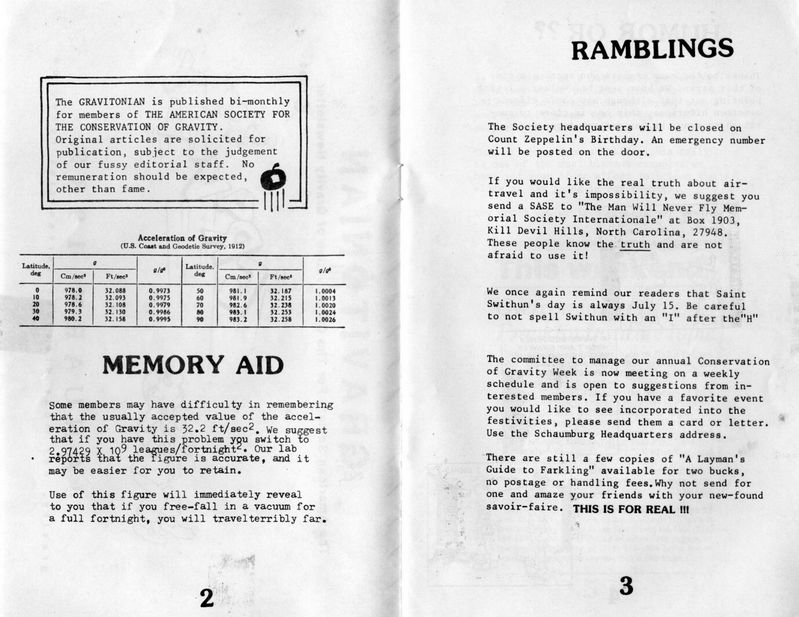 The GRAVITONIAN is published bi-monthly
for members of THE AMERICAN SOCIETY FOR
THE CONSERVATION OF GRAVITY.
Original articles are solicited for
publication, subject to the judgement
of our fussy editorial staff. No
remuneration should be expected,
other than fame.
Acceleration of Gravity
(U.S. Coast and Geodetic Survey, 1912)
Latitude, deg g g/g⁰ Latitude, deg g g/g⁰
Cm/sec² Ft/sec² Cm/sec² Ft/sec²
0 978.0 32.088 0.9973 50 981.1 32.187 1.0004
10 978.2 32.093 0.9975 60 981.9 32.215 1.0013
20 978.6 32.108 0.9979 70 982.6 32.238 1.0020
30 979.3 32.130 0.9986 80 983.1 32.253 1.0024
40 980.2 32.158 0.9995 90 983.2 32.258 1.0026
MEMORY AID
Some members may have difficulty in remembering
that the usually accepted value of the accel-
eration of Gravity is 32.2 ft/sec². We suggest
that if you have this problem you switch to
2.97429 X 10⁹ leagues/fortnight². Our lab
reports that the figure is accurate, and it
may be easier for you to retain.
Use of this figure will immediately reveal
to you that if you free-fall in a vacuum for
a full fortnight, you will travelterribly far.
2
RAMBLINGS
The Society headquarters will be closed on
Count Zeppelin's Birthday. An emergency number
will be posted on the door.
If you would like the real truth about air-
travel and it's impossibility, we suggest you
send a SASE to "The Man Will Never Fly Mem-
orial Society Internationale" at Box 1903,
Kill Devil Hills, North Carolina, 27948.
These people know the truth and are not
afraid to use it!
We once again remind our readers that Saint
Swithun's day is always July 15. Be careful
to not spell Swithun with an "I" after the"H"
The committee to manage our annual Conservation
of Gravity Week is now meeting on a weekly
schedule and is open to suggestions from in-
terested members. If you have a favorite event
you would like to see incorporated into the
festivities, please send them a card or letter.
Use the Schaumburg Headquarters address.
There are still a few copies of "A Layman's
Guide to Farkling" available for two bucks,
no postage or handling fees.Why not send for
one and amaze your friends with your new-found
savoir-faire. THIS IS FOR REAL !!!
3